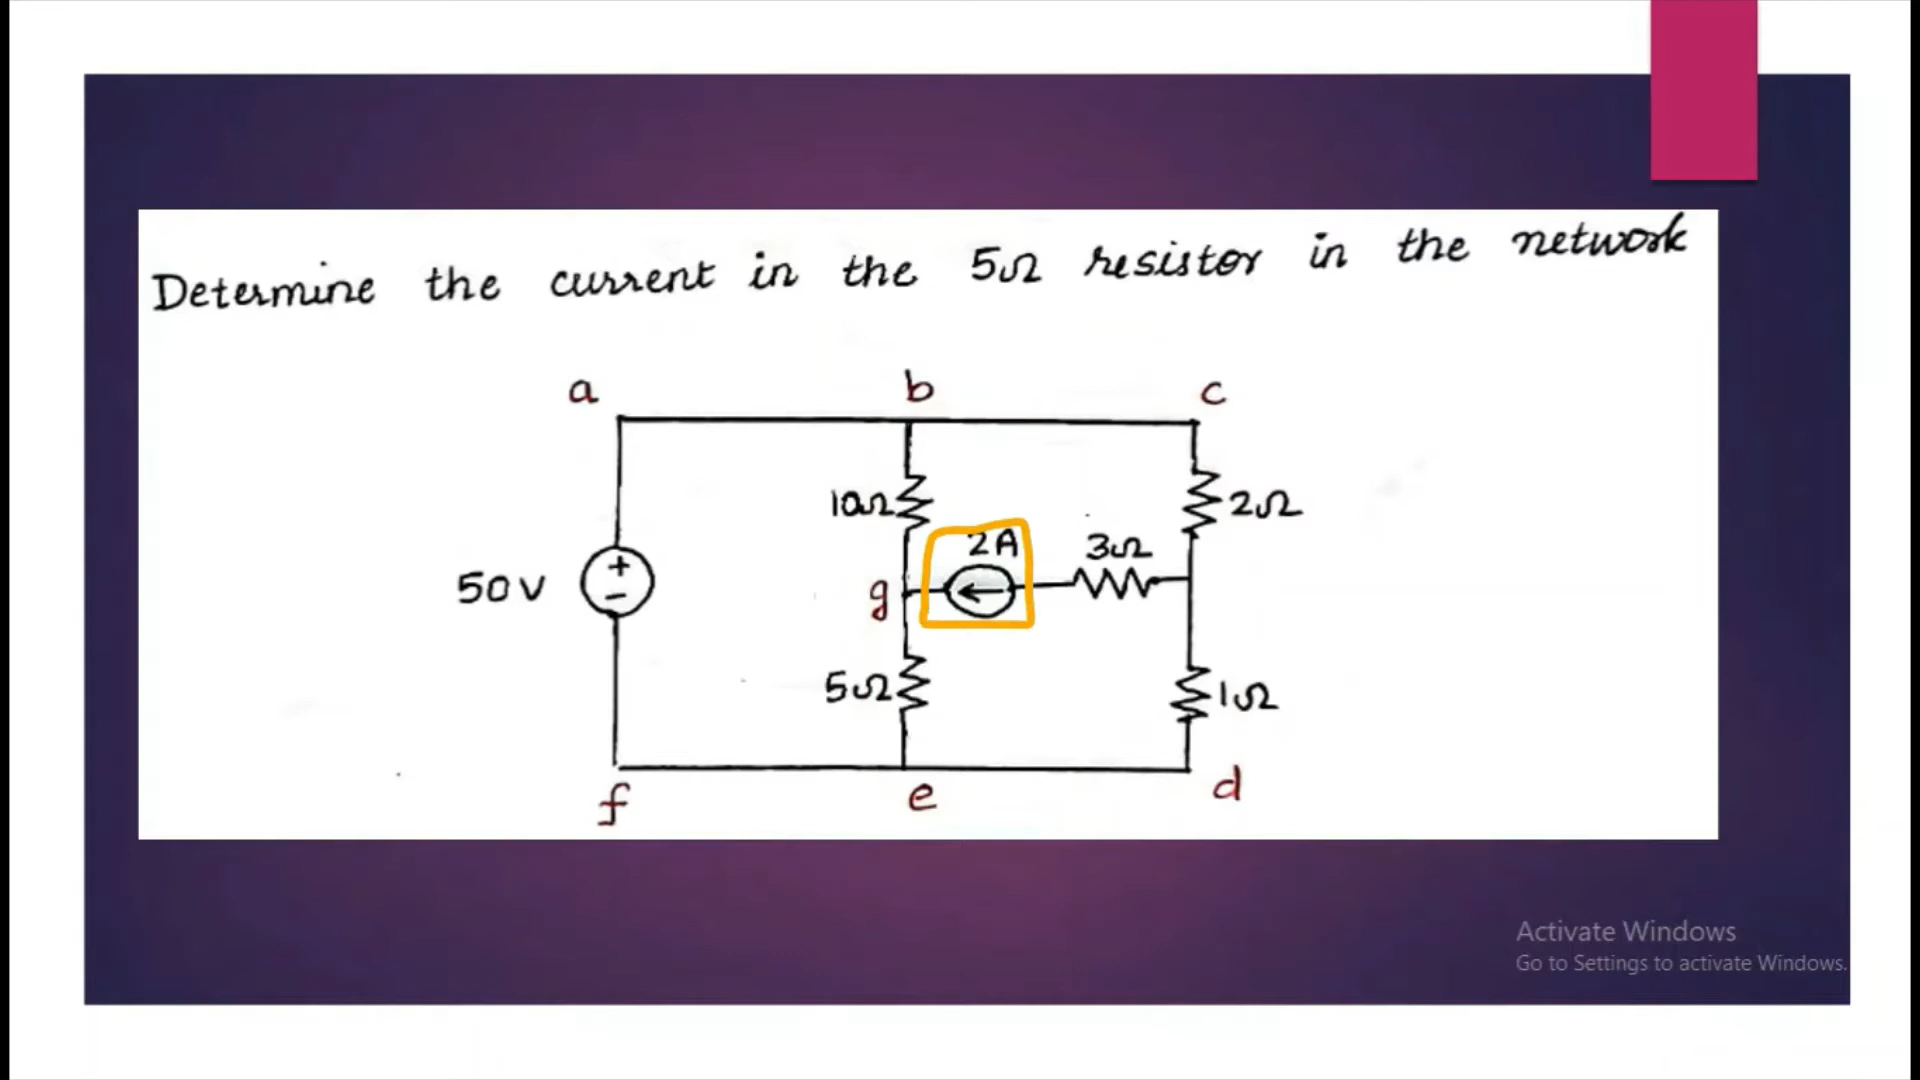 Determine the current in the 5Ω resistor in the network
a b c
10Ω 2Ω
2A 3Ω
50V
g
5Ω 1Ω
f e d
Activate Windows
Go to Settings to activate Windows.